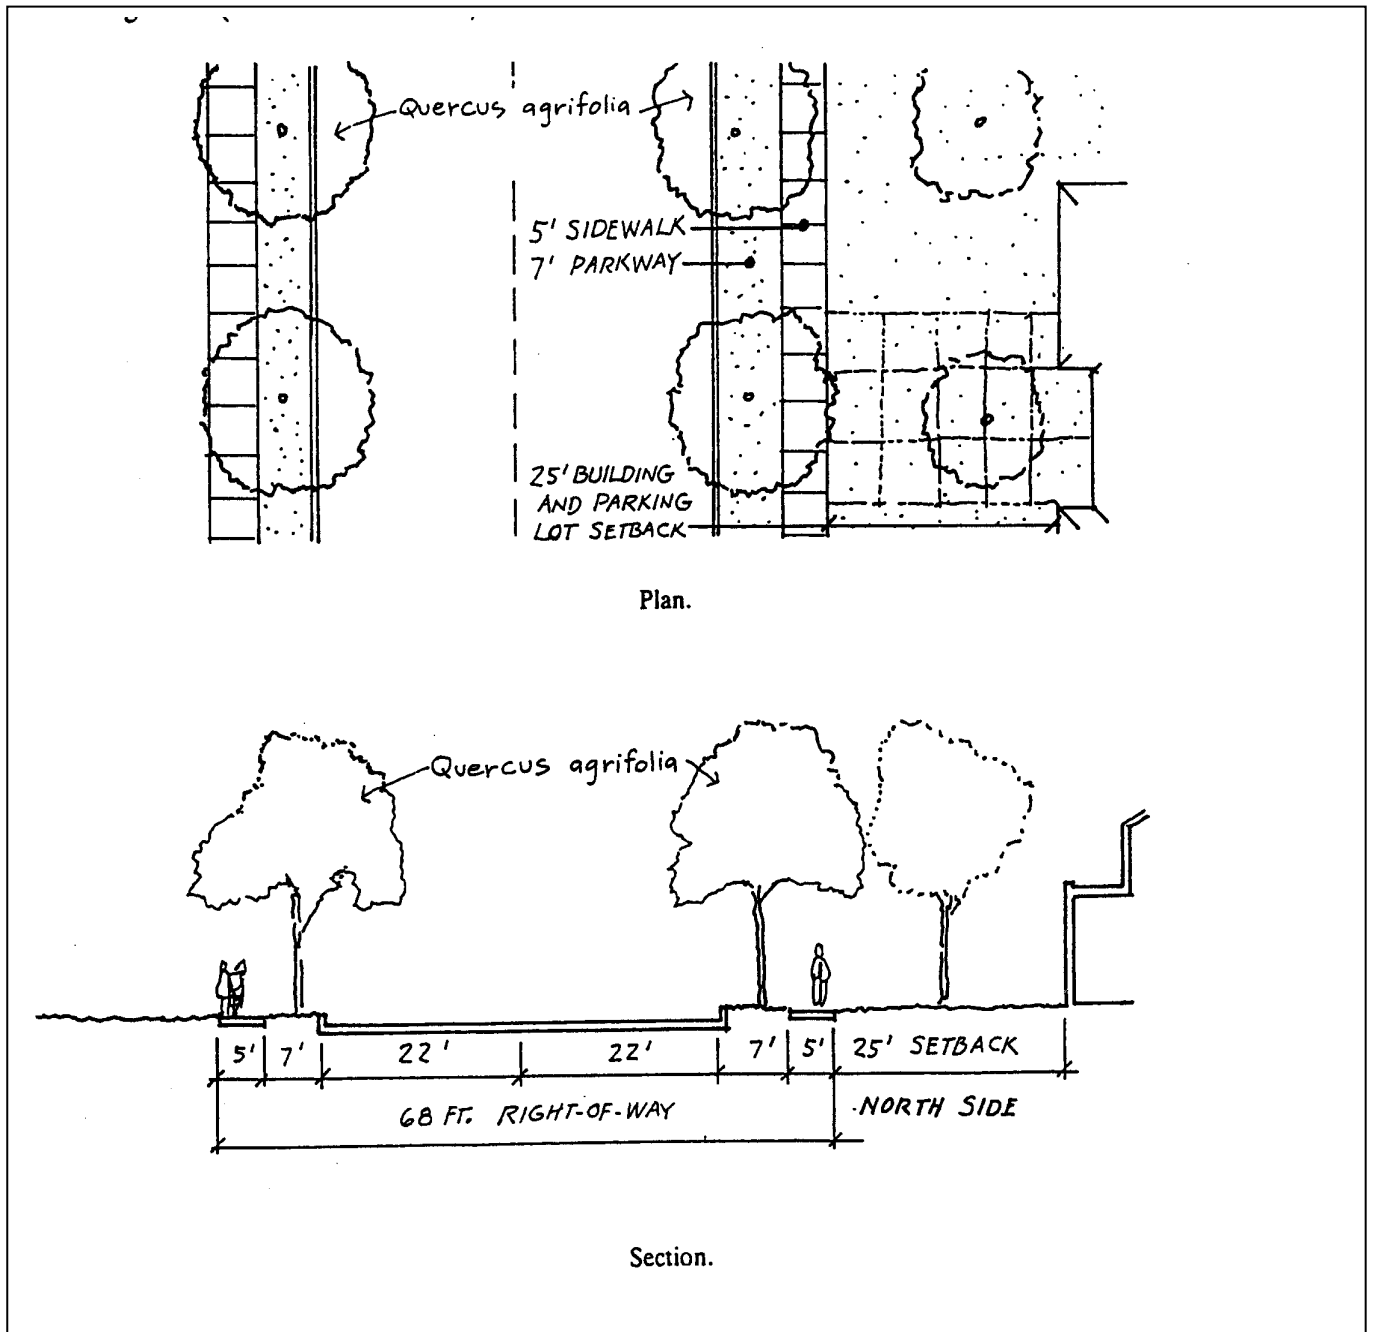 Quercus agrifolia
5' SIDEWALK
7' PARKWAY
25' BUILDING
AND PARKING
LOT SETBACK
Plan.
Quercus agrifolia
5' 7' 22' 22' 7' 5' 25' SETBACK
68 FT. RIGHT-OF-WAY NORTH SIDE
Section.